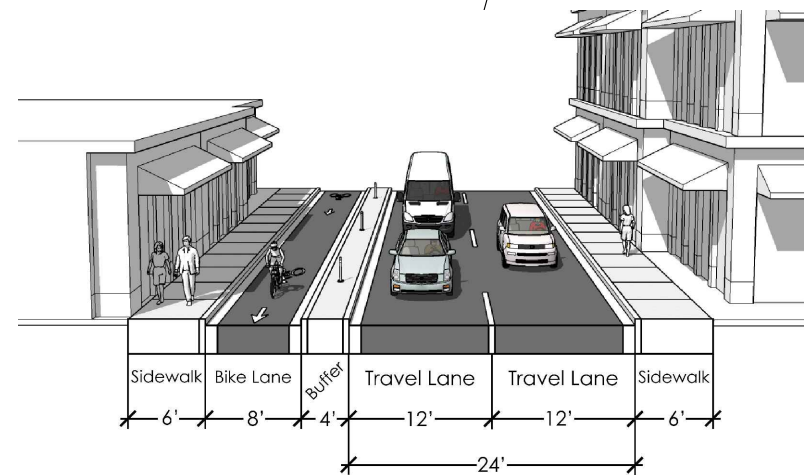 Sidewalk Bike Lane Buffer Travel Lane Travel Lane Sidewalk
6' 8' 4' 12' 12' 6'
24'